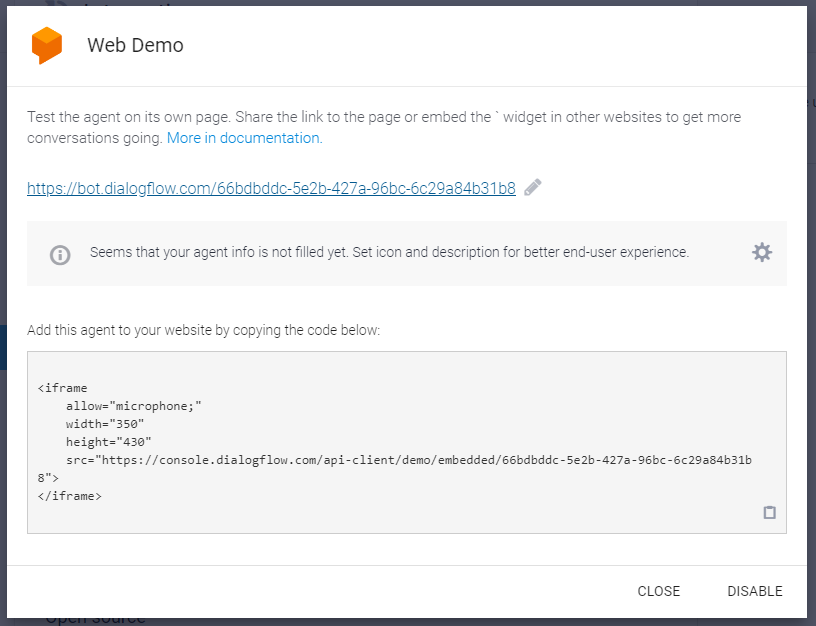 Web Demo
Test the agent on its own page. Share the link to the page or embed the ` widget in other websites to get more
conversations going. More in documentation.
https://bot.dialogflow.com/66bdbddc-5e2b-427a-96bc-6c29a84b31b8
Seems that your agent info is not filled yet. Set icon and description for better end-user experience.
Add this agent to your website by copying the code below:
<iframe
    allow="microphone;"
    width="350"
    height="430"
    src="https://console.dialogflow.com/api-client/demo/embedded/66bdbddc-5e2b-427a-96bc-6c29a84b31b
8">
</iframe>
CLOSE DISABLE
Open source